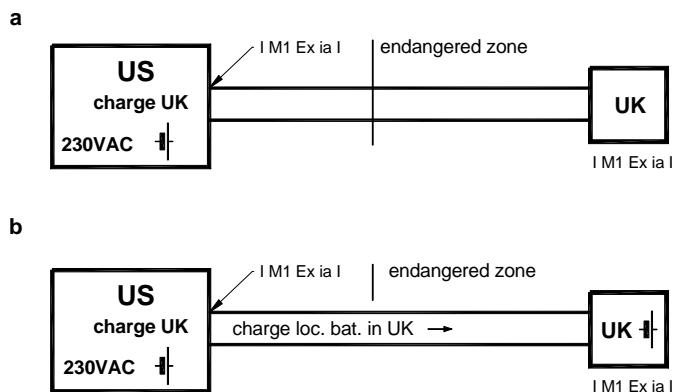 a
I M1 Ex ia I
endangered zone
US
charge UK
230VAC
UK
I M1 Ex ia I
b
I M1 Ex ia I
endangered zone
US
charge UK
charge loc. bat. in UK
230VAC
UK
I M1 Ex ia I